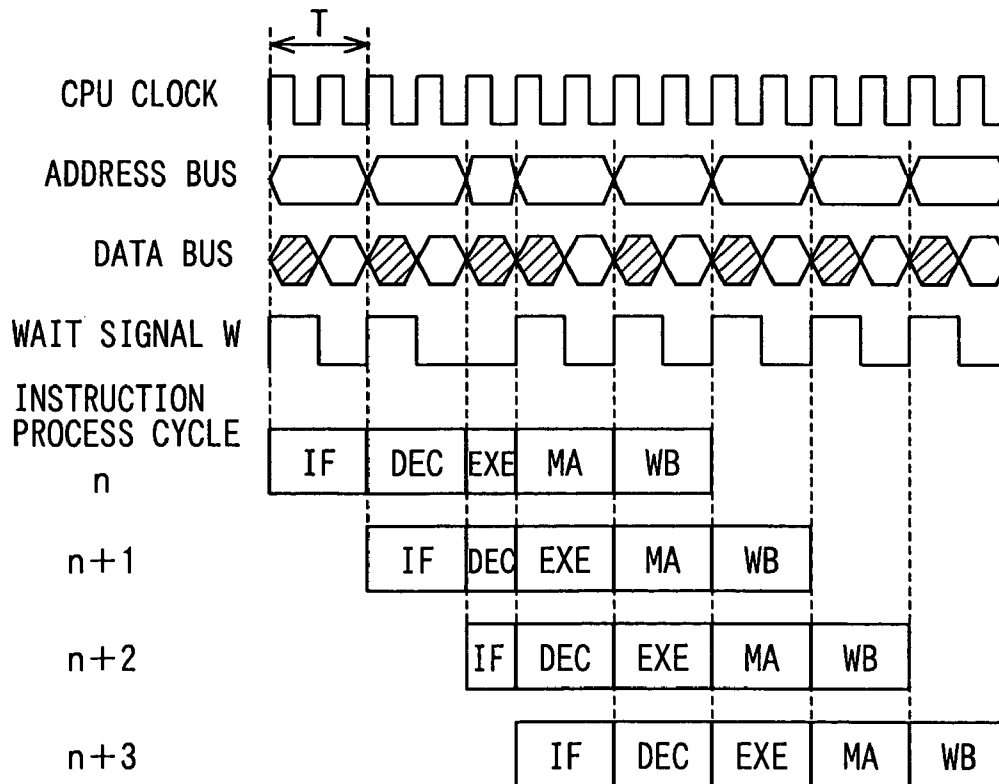 T
CPU CLOCK
ADDRESS BUS
DATA BUS
WAIT SIGNAL W
INSTRUCTION
PROCESS CYCLE
n IF DEC EXE MA WB
n+1 IF DEC EXE MA WB
n+2 IF DEC EXE MA WB
n+3 IF DEC EXE MA WB